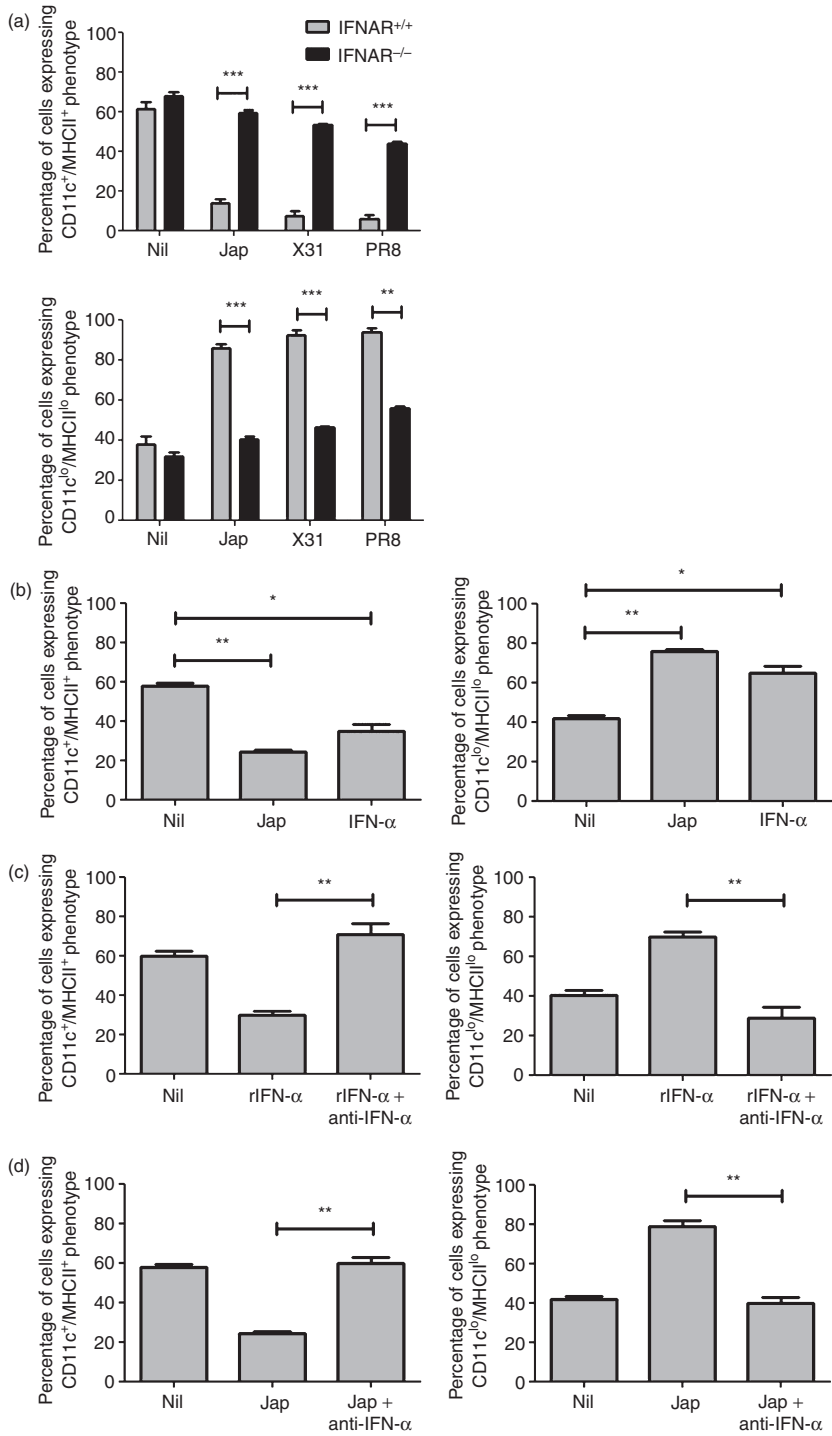 (a)
IFNAR+/+
IFNAR–/–
Percentage of cells expressing
CD11c+/MHCII+ phenotype
100
80
60
40
20
0
***
***
***
Nil
Jap
X31
PR8
Percentage of cells expressing
CD11clo/MHCIIlo phenotype
100
80
60
40
20
0
***
***
**
Nil
Jap
X31
PR8
(b)
Percentage of cells expressing
CD11c+/MHCII+ phenotype
100
80
60
40
20
0
*
**
Nil
Jap
IFN-α
Percentage of cells expressing
CD11clo/MHCIIlo phenotype
100
80
60
40
20
0
*
**
Nil
Jap
IFN-α
(c)
Percentage of cells expressing
CD11c+/MHCII+ phenotype
100
80
60
40
20
0
**
Nil
rIFN-α
rIFN-α +
anti-IFN-α
Percentage of cells expressing
CD11clo/MHCIIlo phenotype
100
80
60
40
20
0
**
Nil
rIFN-α
rIFN-α +
anti-IFN-α
(d)
Percentage of cells expressing
CD11c+/MHCII+ phenotype
100
80
60
40
20
0
**
Nil
Jap
Jap +
anti-IFN-α
Percentage of cells expressing
CD11clo/MHCIIlo phenotype
100
80
60
40
20
0
**
Nil
Jap
Jap +
anti-IFN-α